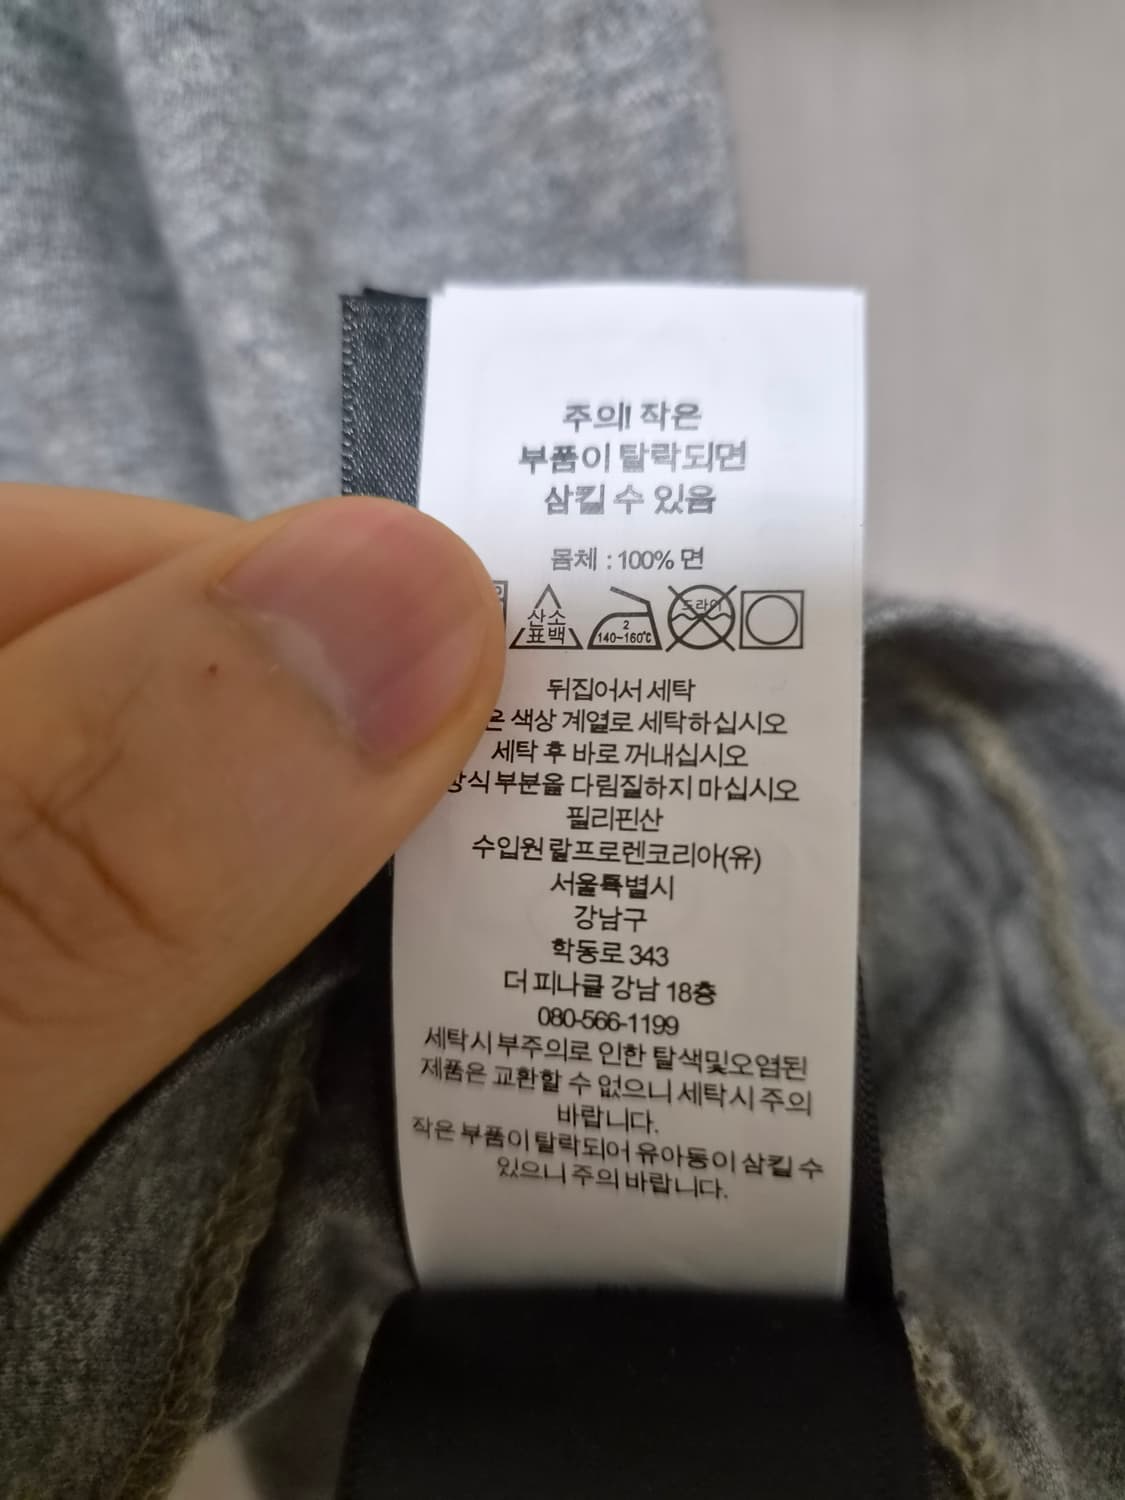 주의! 작은
부품이 탈락되면
삼킬 수 있음
몸체 : 100% 면
산소
표백
2
140~160℃
드라이
뒤집어서 세탁
은 색상 계열로 세탁하십시오
세탁 후 바로 꺼내십시오
장식 부분을 다림질하지 마십시오
필리핀산
수입원 랄프로렌코리아(유)
서울특별시
강남구
학동로 343
더 피나클 강남 18층
080-566-1199
세탁시 부주의로 인한 탈색및오염된
제품은 교환할 수 없으니 세탁시 주의
바랍니다.
작은 부품이 탈락되어 유아동이 삼킬 수
있으니 주의 바랍니다.